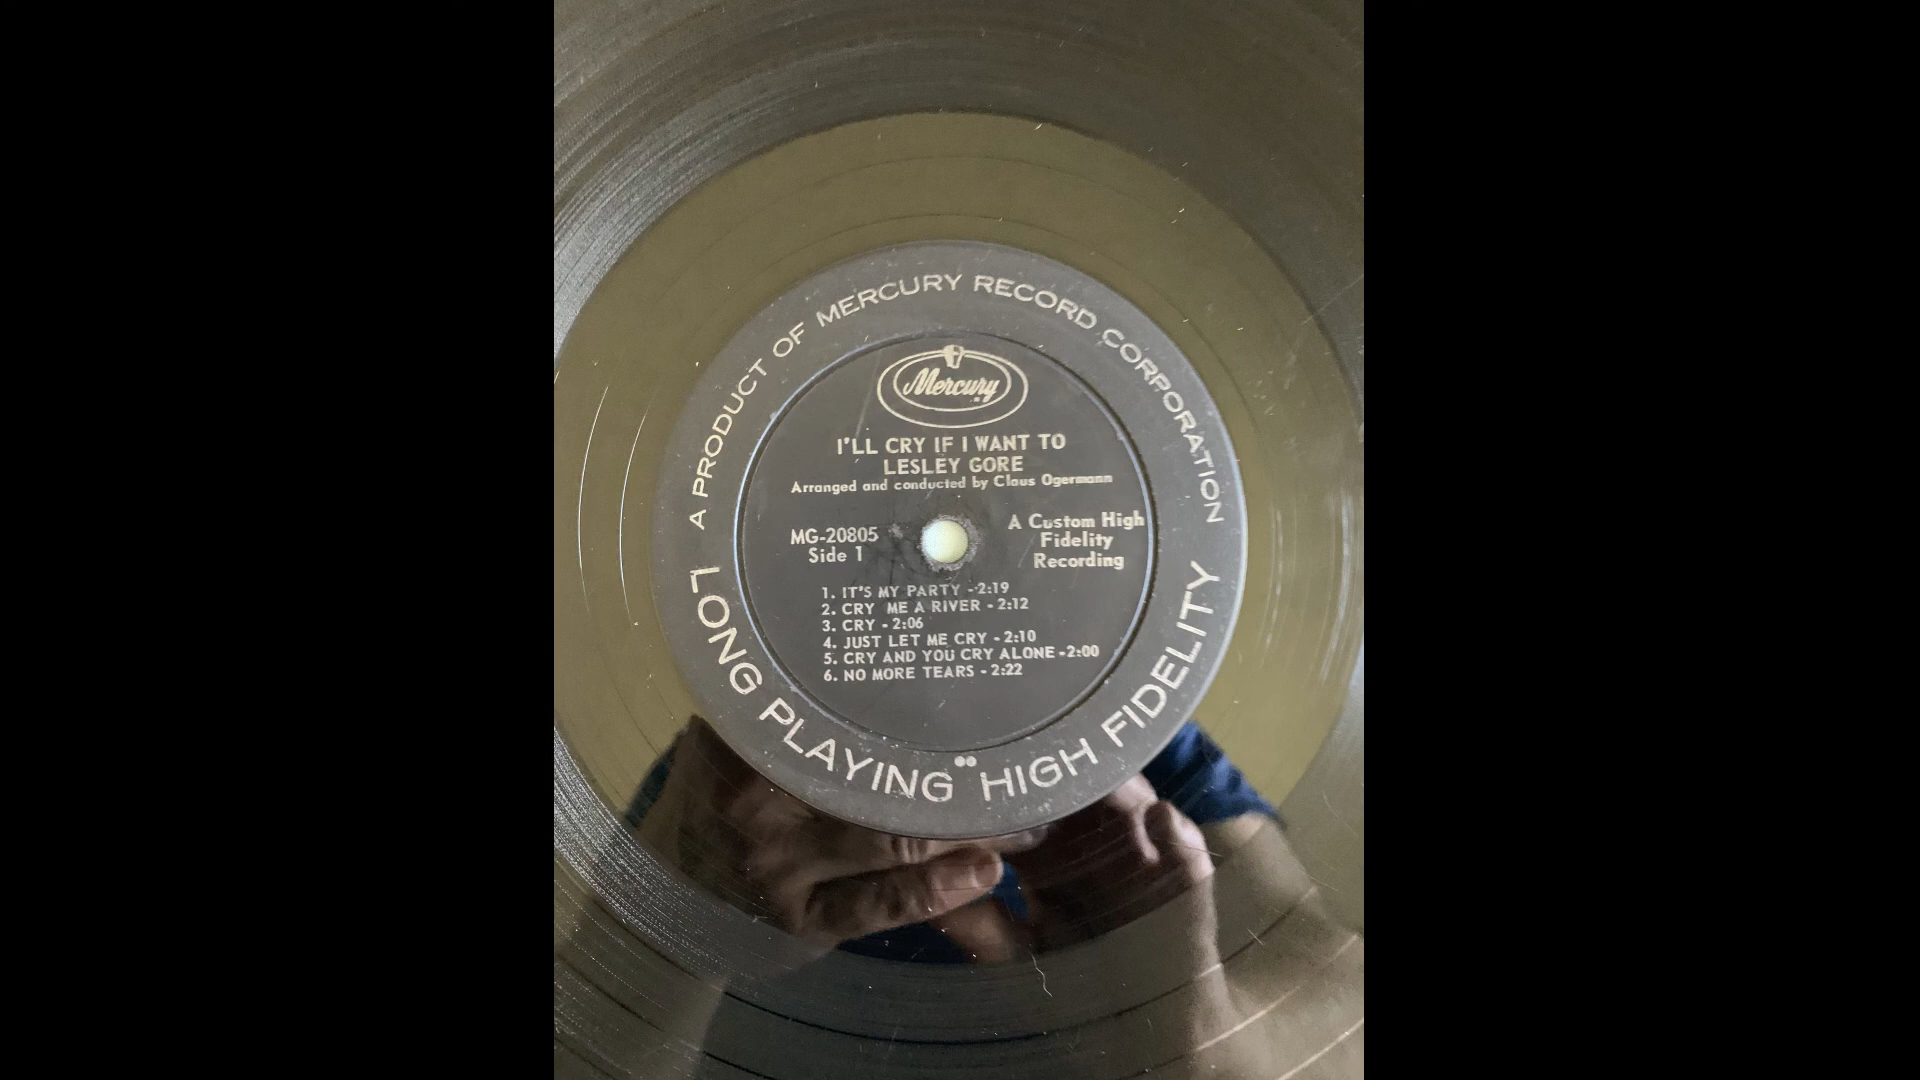 A PRODUCT OF MERCURY RECORD CORPORATION
Mercury
I'LL CRY IF I WANT TO
LESLEY GORE
Arranged and conducted by Claus Ogermann
MG-20805
Side 1
A Custom High
Fidelity
Recording
1. IT'S MY PARTY - 2:19
2. CRY ME A RIVER - 2:12
3. CRY - 2:06
4. JUST LET ME CRY - 2:10
5. CRY AND YOU CRY ALONE - 2:00
6. NO MORE TEARS - 2:22
LONG PLAYING HIGH FIDELITY